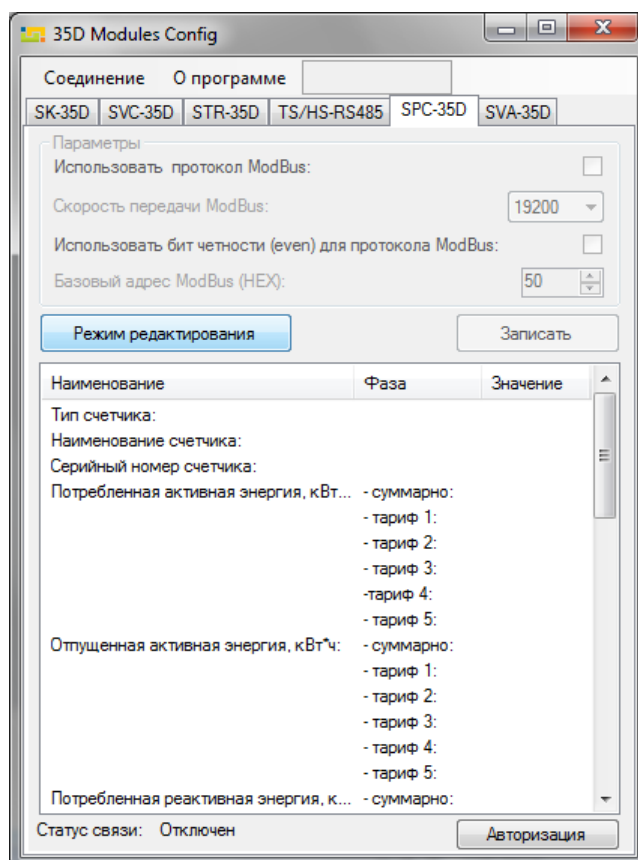 35D Modules Config
Соединение О программе
SK-35D SVC-35D STR-35D TS/HS-RS485 SPC-35D SVA-35D
Параметры
Использовать протокол ModBus:
Скорость передачи ModBus: 19200
Использовать бит четности (even) для протокола ModBus:
Базовый адрес ModBus (HEX): 50
Режим редактирования Записать
Наименование Фаза Значение
Тип счетчика:
Наименование счетчика:
Серийный номер счетчика:
Потребленная активная энергия, кВт... - суммарно:
- тариф 1:
- тариф 2:
- тариф 3:
-тариф 4:
- тариф 5:
Отпущенная активная энергия, кВт*ч: - суммарно:
- тариф 1:
- тариф 2:
- тариф 3:
- тариф 4:
- тариф 5:
Потребленная реактивная энергия, к... - суммарно:
Статус связи: Отключен Авторизация